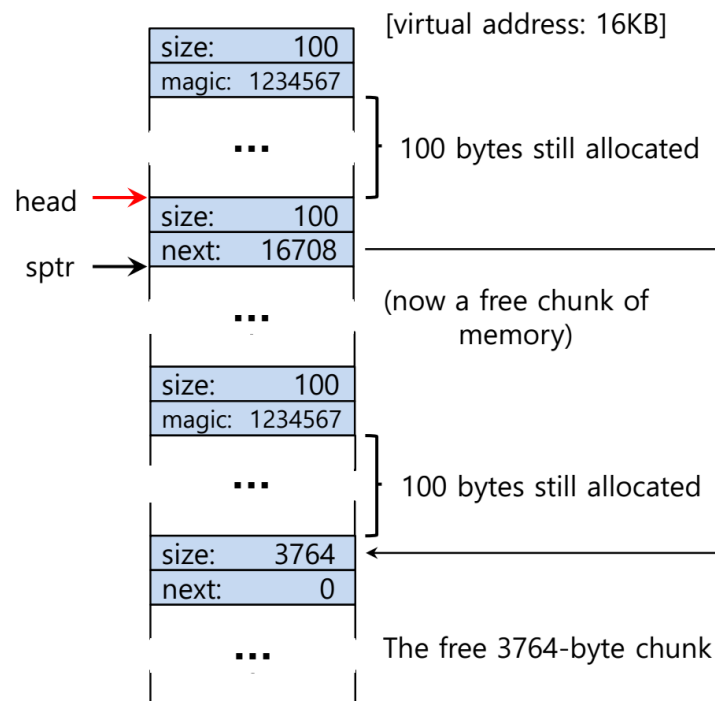 [virtual address: 16KB]
size: 100
magic: 1234567
...
100 bytes still allocated
head
size: 100
next: 16708
sptr
...
(now a free chunk of
memory)
size: 100
magic: 1234567
...
100 bytes still allocated
size: 3764
next: 0
...
The free 3764-byte chunk